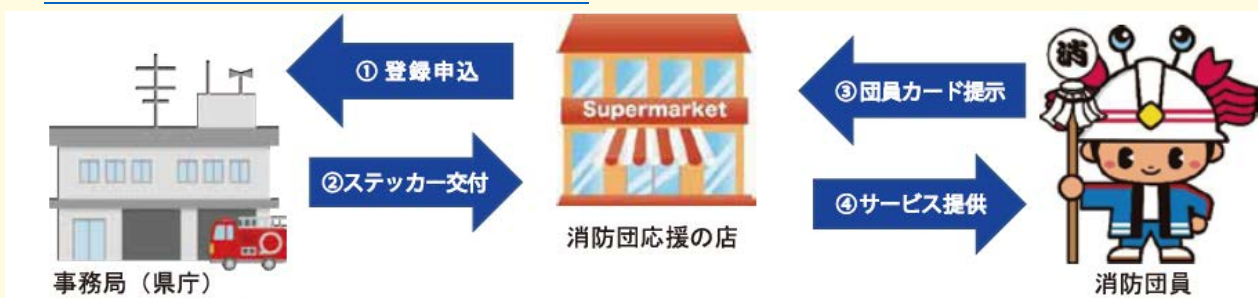 ① 登録申込
②ステッカー交付
事務局（県庁）
Supermarket
消防団応援の店
③団員カード提示
④サービス提供
消
消防団員